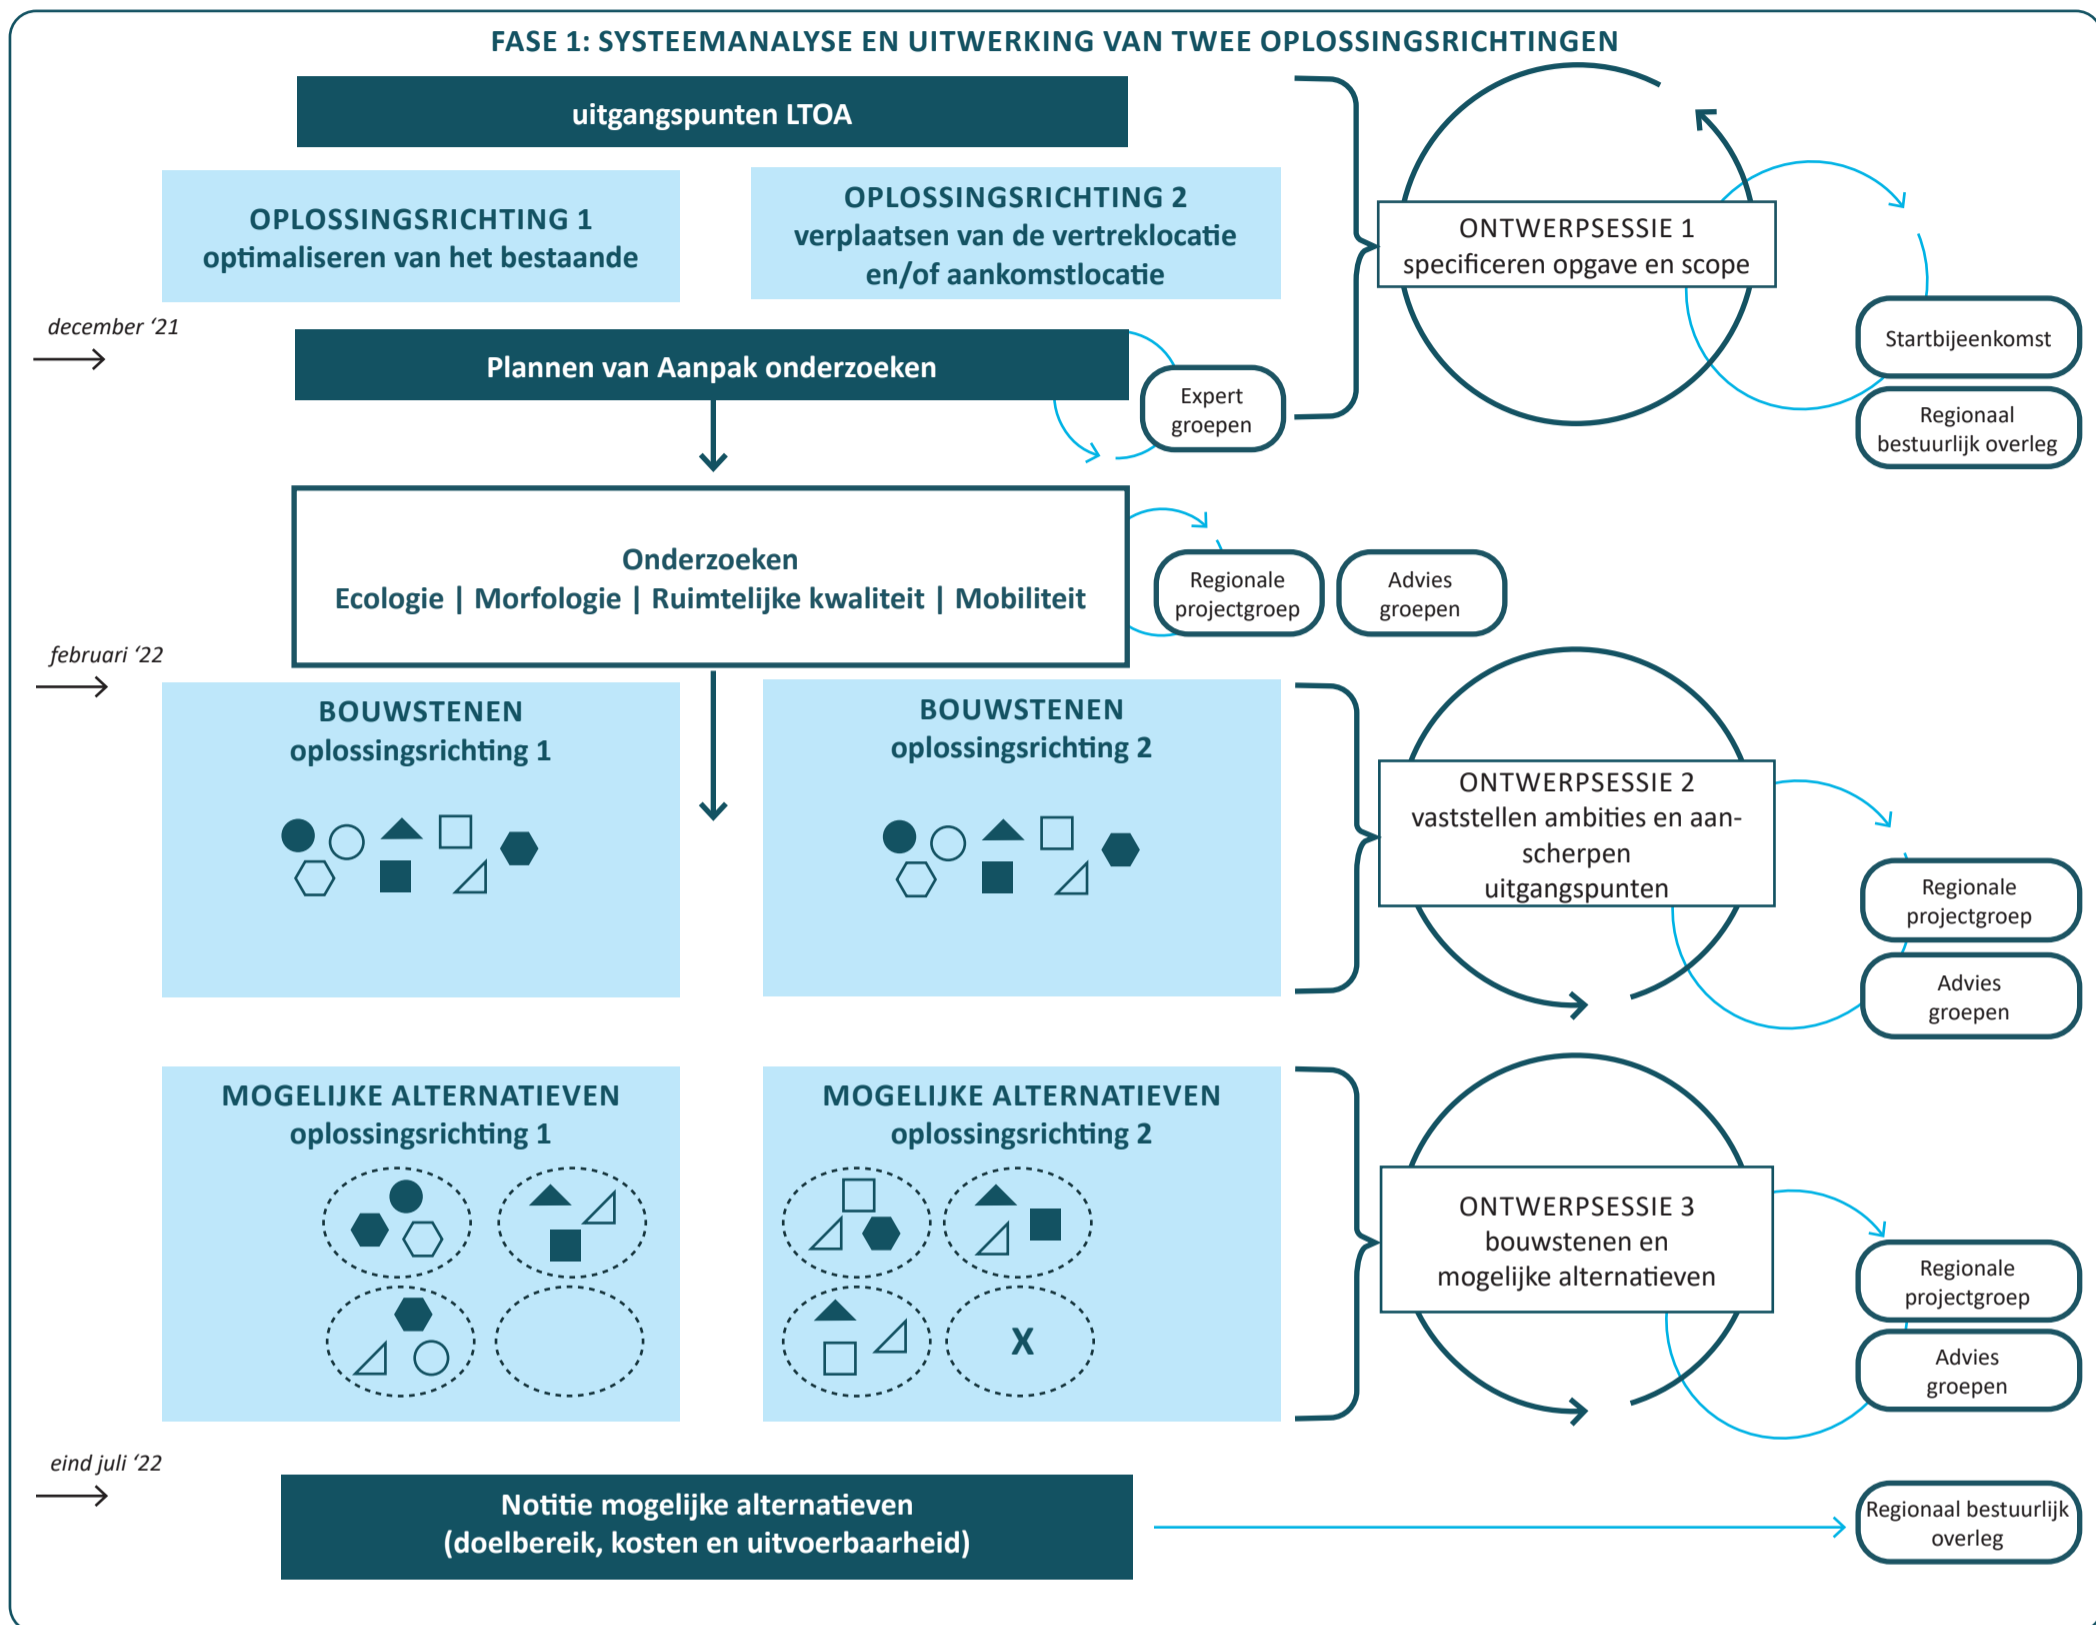 FASE 1: SYSTEEMANALYSE EN UITWERKING VAN TWEE OPLOSSINGSRICHTINGEN
uitgangspunten LTOA
OPLOSSINGSRICHTING 1
optimaliseren van het bestaande
OPLOSSINGSRICHTING 2
verplaatsen van de vertreklocatie
en/of aankomstlocatie
ONTWERPSESSIE 1
specificeren opgave en scope
Startbijeenkomst
Regionaal
bestuurlijk overleg
december ‘21
Plannen van Aanpak onderzoeken
Expert
groepen
Onderzoeken
Ecologie | Morfologie | Ruimtelijke kwaliteit | Mobiliteit
Regionale
projectgroep
Advies
groepen
februari ‘22
BOUWSTENEN
oplossingsrichting 1
BOUWSTENEN
oplossingsrichting 2
ONTWERPSESSIE 2
vaststellen ambities en aan-
scherpen
uitgangspunten
Regionale
projectgroep
Advies
groepen
MOGELIJKE ALTERNATIEVEN
oplossingsrichting 1
MOGELIJKE ALTERNATIEVEN
oplossingsrichting 2
X
ONTWERPSESSIE 3
bouwstenen en
mogelijke alternatieven
Regionale
projectgroep
Advies
groepen
eind juli ‘22
Notitie mogelijke alternatieven
(doelbereik, kosten en uitvoerbaarheid)
Regionaal bestuurlijk
overleg